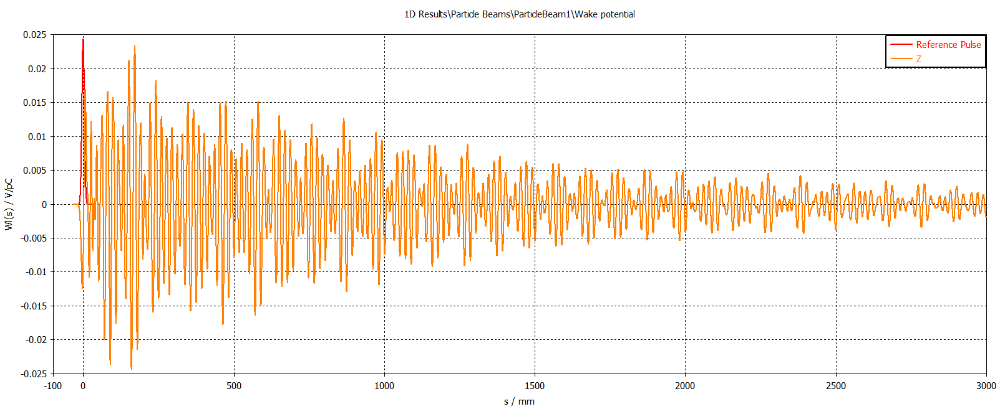 1D Results\Particle Beams\ParticleBeam1\Wake potential
Reference Pulse
Z
0.025
0.02
0.015
0.01
0.005
0
-0.005
-0.01
-0.015
-0.02
-0.025
Wl(s) / V/pC
-100 0 500 1000 1500 2000 2500 3000
s / mm